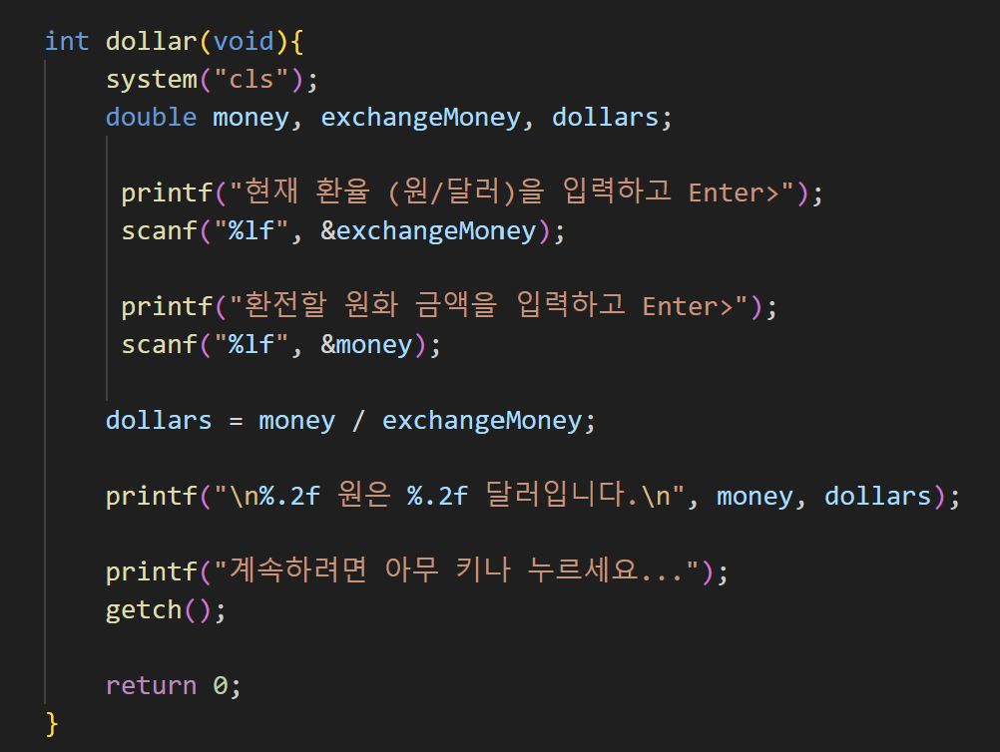 int dollar(void){
system("cls");
double money, exchangeMoney, dollars;
printf("현재 환율 (원/달러)을 입력하고 Enter>");
scanf("%lf", &exchangeMoney);
printf("환전할 원화 금액을 입력하고 Enter>");
scanf("%lf", &money);
dollars = money / exchangeMoney;
printf("\n%.2f 원은 %.2f 달러입니다.\n", money, dollars);
printf("계속하려면 아무 키나 누르세요...");
getch();
return 0;
}